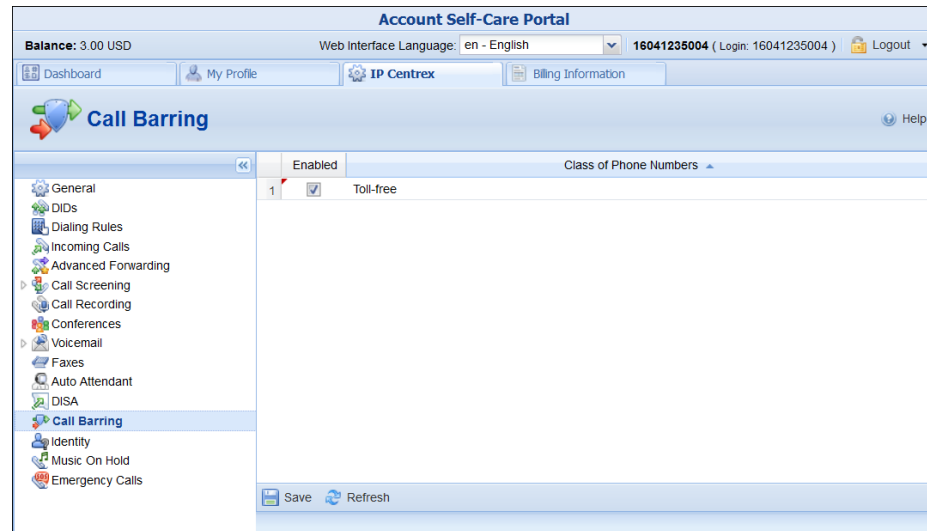 Account Self-Care Portal
Balance: 3.00 USD Web Interface Language: en - English 16041235004 ( Login: 16041235004 ) Logout
Dashboard My Profile IP Centrex Billing Information
Call Barring Help
Enabled Class of Phone Numbers
1 Toll-free
General
DIDs
Dialing Rules
Incoming Calls
Advanced Forwarding
Call Screening
Call Recording
Conferences
Voicemail
Faxes
Auto Attendant
DISA
Call Barring
Identity
Music On Hold
Emergency Calls
Save Refresh